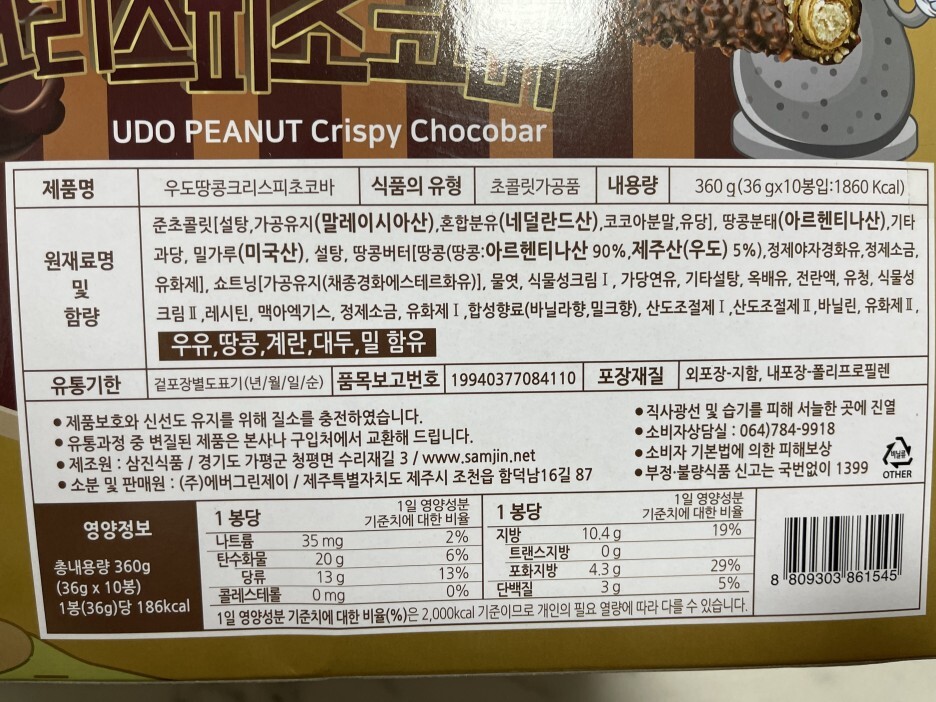 크리스피초코바
UDO PEANUT Crispy Chocobar
제품명 우도땅콩크리스피초코바 식품의 유형 초콜릿가공품 내용량 360 g(36 gx10봉입:1860 Kcal)
원재료명 및 함량
준초콜릿[설탕,가공유지(말레이시아산),혼합분유(네덜란드산),코코아분말,유당], 땅콩분태(아르헨티나산),기타
과당, 밀가루(미국산), 설탕, 땅콩버터[땅콩(땅콩:아르헨티나산 90%,제주산(우도) 5%),정제야자경화유,정제소금,
유화제], 쇼트닝[가공유지(채종경화에스테르화유)], 물엿, 식물성크림Ⅰ, 가당연유, 기타설탕, 옥배유, 전란액, 유청, 식물성
크림Ⅱ,레시틴, 맥아엑기스, 정제소금, 유화제Ⅰ,합성향료(바닐라향,밀크향), 산도조절제Ⅰ,산도조절제Ⅱ,바닐린, 유화제Ⅱ,
우유,땅콩,계란,대두,밀 함유
유통기한 겉포장별도표기(년/월/일/순) 품목보고번호 19940377084110 포장재질 외포장-지함, 내포장-폴리프로필렌
• 제품보호와 신선도 유지를 위해 질소를 충전하였습니다.
• 유통과정 중 변질된 제품은 본사나 구입처에서 교환해 드립니다.
• 제조원 : 삼진식품 / 경기도 가평군 청평면 수리재길 3 / www.samjin.net
• 소분 및 판매원 : (주)에버그린제이 / 제주특별자치도 제주시 조천읍 함덕남16길 87
• 직사광선 및 습기를 피해 서늘한 곳에 진열
• 소비자상담실 : 064)784-9918
• 소비자 기본법에 의한 피해보상
• 부정·불량식품 신고는 국번없이 1399
비닐류
OTHER
영양정보
총내용량 360g
(36g x 10봉)
1봉(36g)당 186kcal
1 봉당 1일 영양성분 기준치에 대한 비율
나트륨 35 mg 2%
탄수화물 20 g 6%
당류 13 g 13%
콜레스테롤 0 mg 0%
1 봉당 1일 영양성분 기준치에 대한 비율
지방 10.4 g 19%
트랜스지방 0 g
포화지방 4.3 g 29%
단백질 3 g 5%
1일 영양성분 기준치에 대한 비율(%)은 2,000kcal 기준이므로 개인의 필요 열량에 따라 다를 수 있습니다.
8 809303 861545